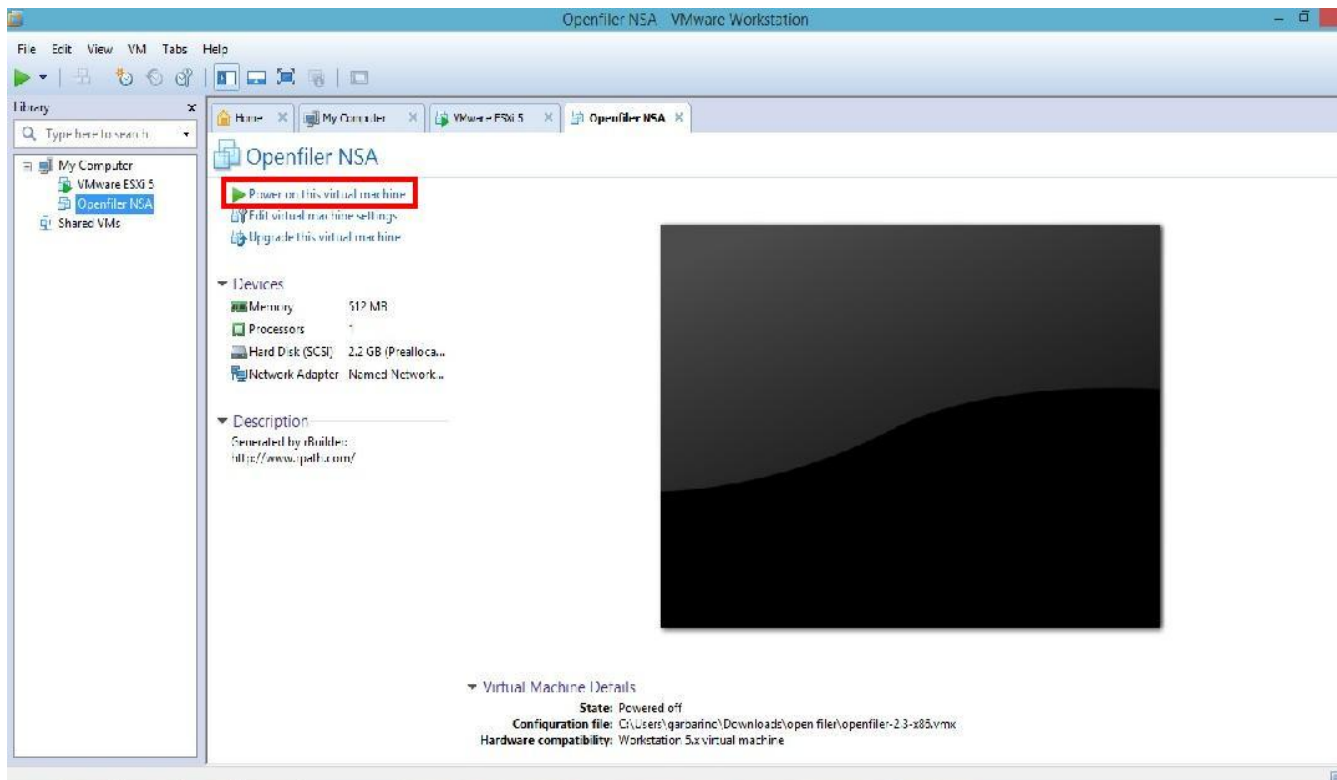 Openfiler NSA - VMware Workstation
File Edit View VM Tabs Help
Library
Type here to search
My Computer
VMware ESXi 5
Openfiler NSA
Shared VMs
Home
My Computer
VMware ESXi 5
Openfiler NSA
Openfiler NSA
Power on this virtual machine
Edit virtual machine settings
Upgrade this virtual machine
Devices
Memory 512 MB
Processors 1
Hard Disk (SCSI) 2.2 GB (Prealloca...
Network Adapter Named Network...
Description
Generated by rBuilder:
http://www.rpath.com/
Virtual Machine Details
State: Powered off
Configuration file: C:\Users\garbarino\Downloads\open filer\openfiler-2.3-x86.vmx
Hardware compatibility: Workstation 5.x virtual machine